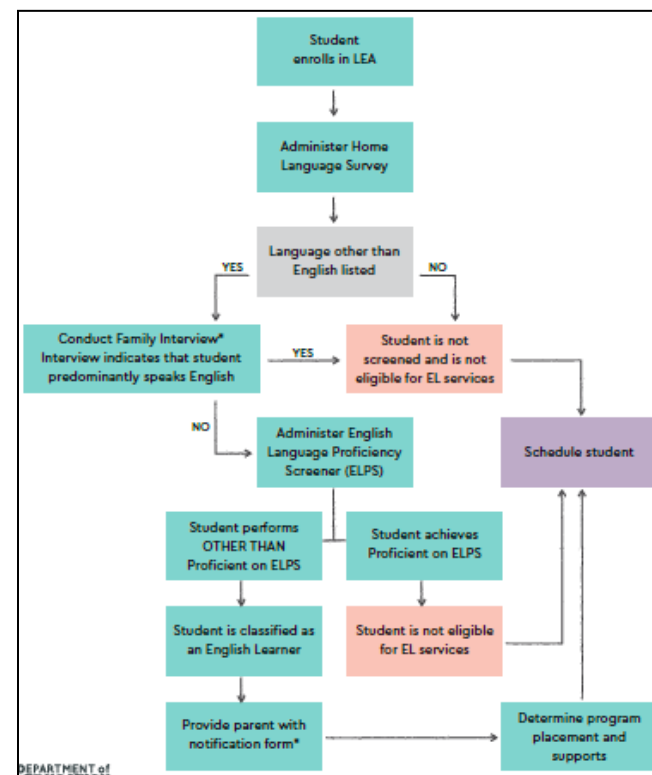 Student
enrolls in LEA
Administer Home
Language Survey
Language other than
English listed
YES
NO
Conduct Family Interview*
Interview indicates that student
predominantly speaks English
YES
Student is not
screened and is not
eligible for EL services
NO
Administer English
Language Proficiency
Screener (ELPS)
Schedule student
Student performs
OTHER THAN
Proficient on ELPS
Student achieves
Proficient on ELPS
Student is classified as
an English Learner
Student is not eligible
for EL services
Provide parent with
notification form*
Determine program
placement and
supports
DEPARTMENT of